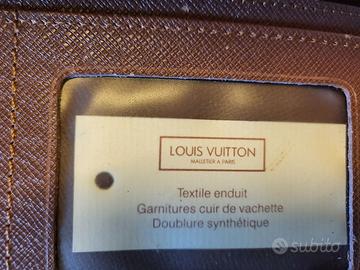 LOUIS VUITTON
MALLETIER A PARIS
Textile enduit
Garnitures cuir de vachette
Doublure synthétique
subito